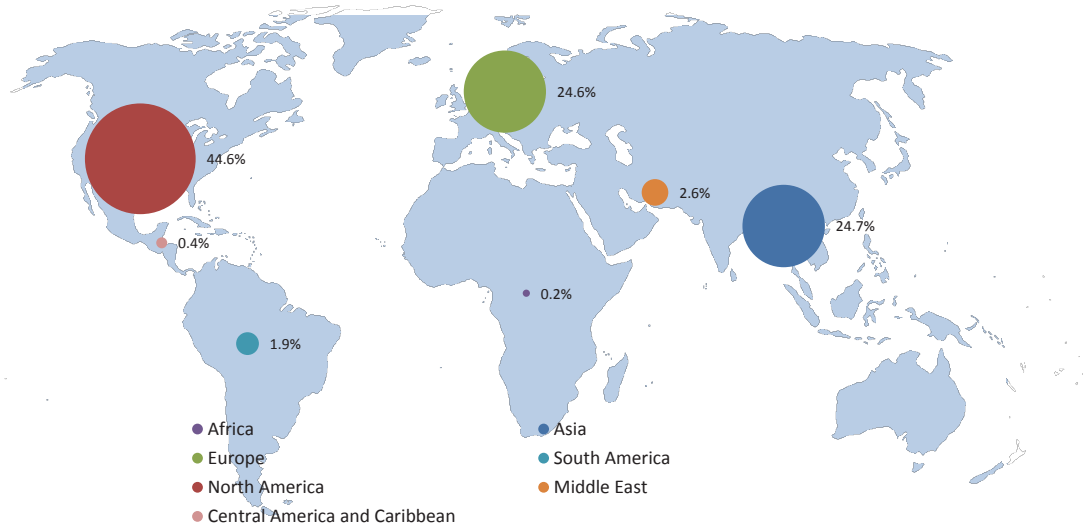 24.6%
44.6%
2.6%
24.7%
0.4%
0.2%
1.9%
Africa
Europe
North America
Central America and Caribbean
Asia
South America
Middle East